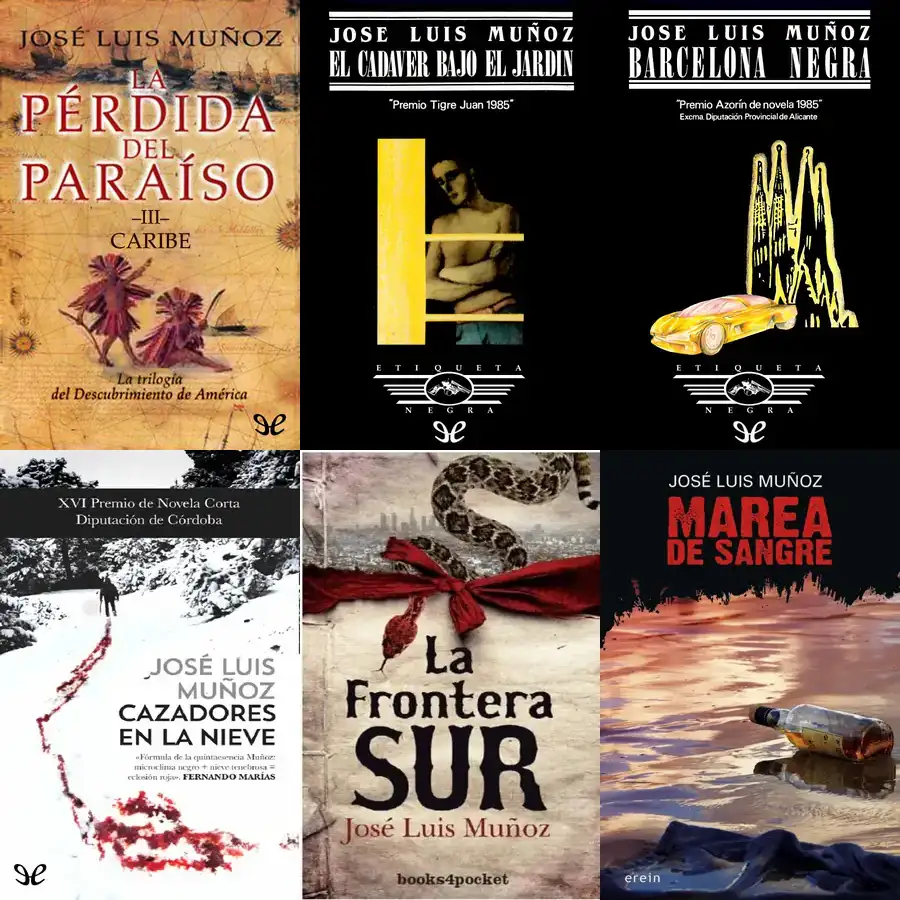 JOSÉ LUIS MUÑOZ
LA
PÉRDIDA
DEL
PARAÍSO
–III–
CARIBE
La trilogía
del Descubrimiento de América
JOSE LUIS MUÑOZ
EL CADAVER BAJO EL JARDIN
"Premio Tigre Juan 1985"
ETIQUETA
NEGRA
JOSE LUIS MUÑOZ
BARCELONA NEGRA
"Premio Azorín de novela 1985"
Excma. Diputación Provincial de Alicante
ETIQUETA
NEGRA
XVI Premio de Novela Corta
Diputación de Córdoba
JOSÉ LUIS
MUÑOZ
CAZADORES
EN LA NIEVE
«Fórmula de la quintaesencia Muñoz:
microclima negro + nieve tenebrosa =
eclosión roja». FERNANDO MARÍAS
La
Frontera
SUR
José Luis Muñoz
books4pocket
JOSÉ LUIS MUÑOZ
MAREA
DE SANGRE
erein